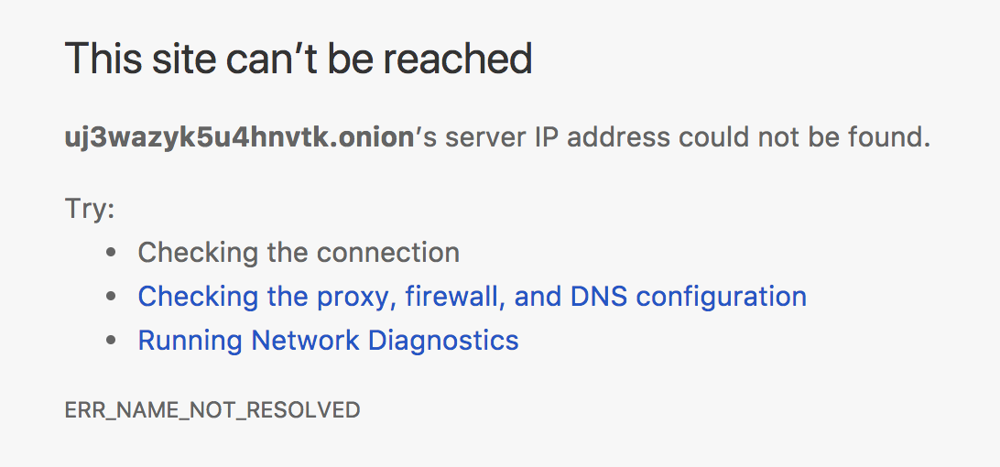 This site can’t be reached
uj3wazyk5u4hnvtk.onion’s server IP address could not be found.
Try:
• Checking the connection
• Checking the proxy, firewall, and DNS configuration
• Running Network Diagnostics
ERR_NAME_NOT_RESOLVED